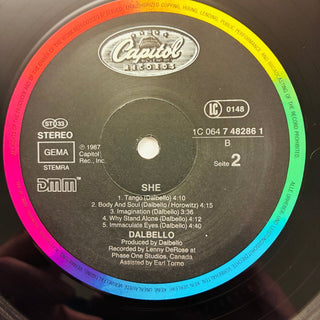 Capitol
RECORDS
ST 33
STEREO
GEMA
STEMRA
DMM
℗ 1987
Capitol
Rec., Inc.
LC 0148
1C 064 7 48286 1
B
Seite 2
SHE
1. Tango (Dalbello) 4:10
2. Body And Soul (Dalbello/Horowitz) 4:15
3. Imagination (Dalbello) 3:36
4. Why Stand Alone (Dalbello) 4:15
5. Immaculate Eyes (Dalbello) 4:40
DALBELLO
Produced by Dalbello
Recorded by Lenny DeRose at
Phase One Studios, Canada.
Assisted by Earl Torno